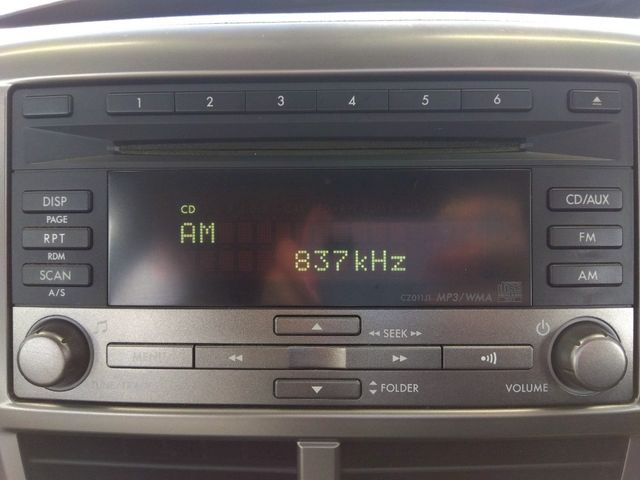 1 2 3 4 5 6
DISP
PAGE
RPT
RDM
SCAN
A/S
CD
AM
837kHz
CZ011J1 MP3/WMA
CD/AUX
FM
AM
SEEK
MENU
FOLDER
VOLUME